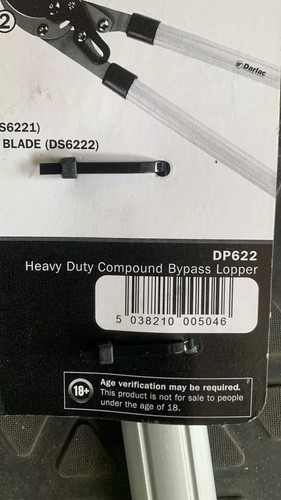 2
Darlac
S6221)
BLADE (DS6222)
DP622
Heavy Duty Compound Bypass Lopper
5 038210 005046
18+
Age verification may be required.
This product is not for sale to people
under the age of 18.